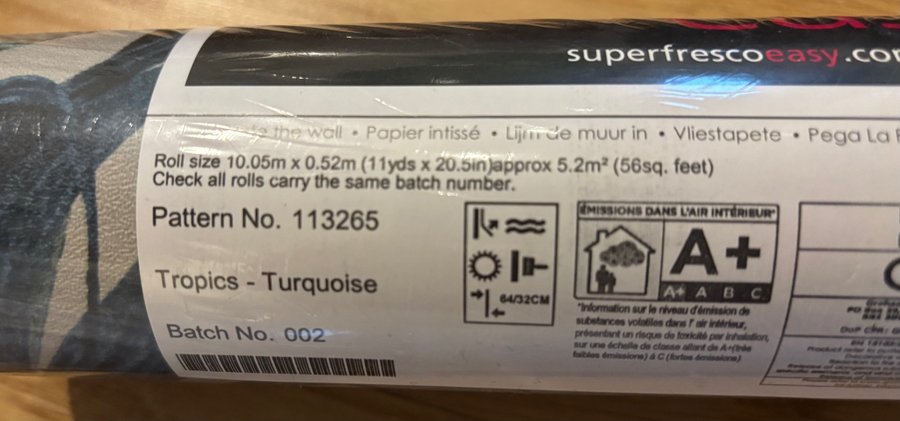 superfrescoeasy.co
the wall • Papier intissé • Lijm de muur in • Vliestapete • Pega La
Roll size 10.05m x 0.52m (11yds x 20.5in)approx 5.2m² (56sq. feet)
Check all rolls carry the same batch number.
Pattern No. 113265
Tropics - Turquoise
Batch No. 002
64/32CM
ÉMISSIONS DANS L'AIR INTÉRIEUR*
A+
A+ A B C
*Information sur le niveau d'émission de
substances volatiles dans l' air intérieur,
présentant un risque de toxicité par inhalation,
sur une échelle de classe allant de A+(très
faibles émissions) à C (fortes émissions)